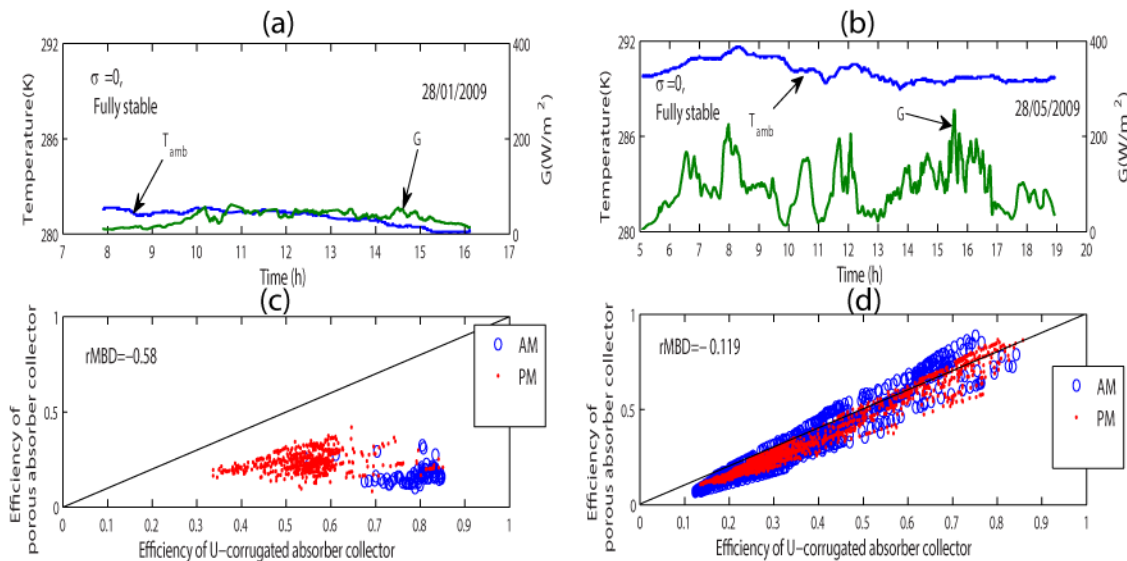 (a)
292
286
280
Temperature(K)
400
200
0
G(W/m²)
σ =0,
Fully stable
28/01/2009
T amb
G
7 8 9 10 11 12 13 14 15 16 17
Time (h)
(b)
292
286
280
Temperature(K)
400
300
200
100
0
G(W/m²)
σ =0,
Fully stable
28/05/2009
T amb
G
5 6 7 8 9 10 11 12 13 14 15 16 17 18 19 20
Time (h)
(c)
1
0.5
0
Efficiency of
porous absorber collector
rMBD=−0.58
AM
PM
0 0.1 0.2 0.3 0.4 0.5 0.6 0.7 0.8 0.9 1
Efficiency of U−corrugated absorber collector
(d)
1
0.5
0
Efficiency of
porous absorber collector
rMBD=−0.119
AM
PM
0 0.1 0.2 0.3 0.4 0.5 0.6 0.7 0.8 0.9 1
Efficiency of U−corrugated absorber collector